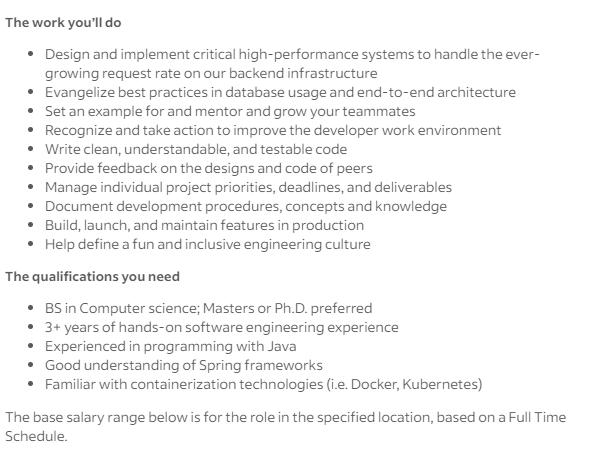 The work you'll do
• Design and implement critical high-performance systems to handle the ever-
growing request rate on our backend infrastructure
• Evangelize best practices in database usage and end-to-end architecture
• Set an example for and mentor and grow your teammates
• Recognize and take action to improve the developer work environment
• Write clean, understandable, and testable code
• Provide feedback on the designs and code of peers
• Manage individual project priorities, deadlines, and deliverables
• Document development procedures, concepts and knowledge
• Build, launch, and maintain features in production
• Help define a fun and inclusive engineering culture
The qualifications you need
• BS in Computer science; Masters or Ph.D. preferred
• 3+ years of hands-on software engineering experience
• Experienced in programming with Java
• Good understanding of Spring frameworks
• Familiar with containerization technologies (i.e. Docker, Kubernetes)
The base salary range below is for the role in the specified location, based on a Full Time
Schedule.